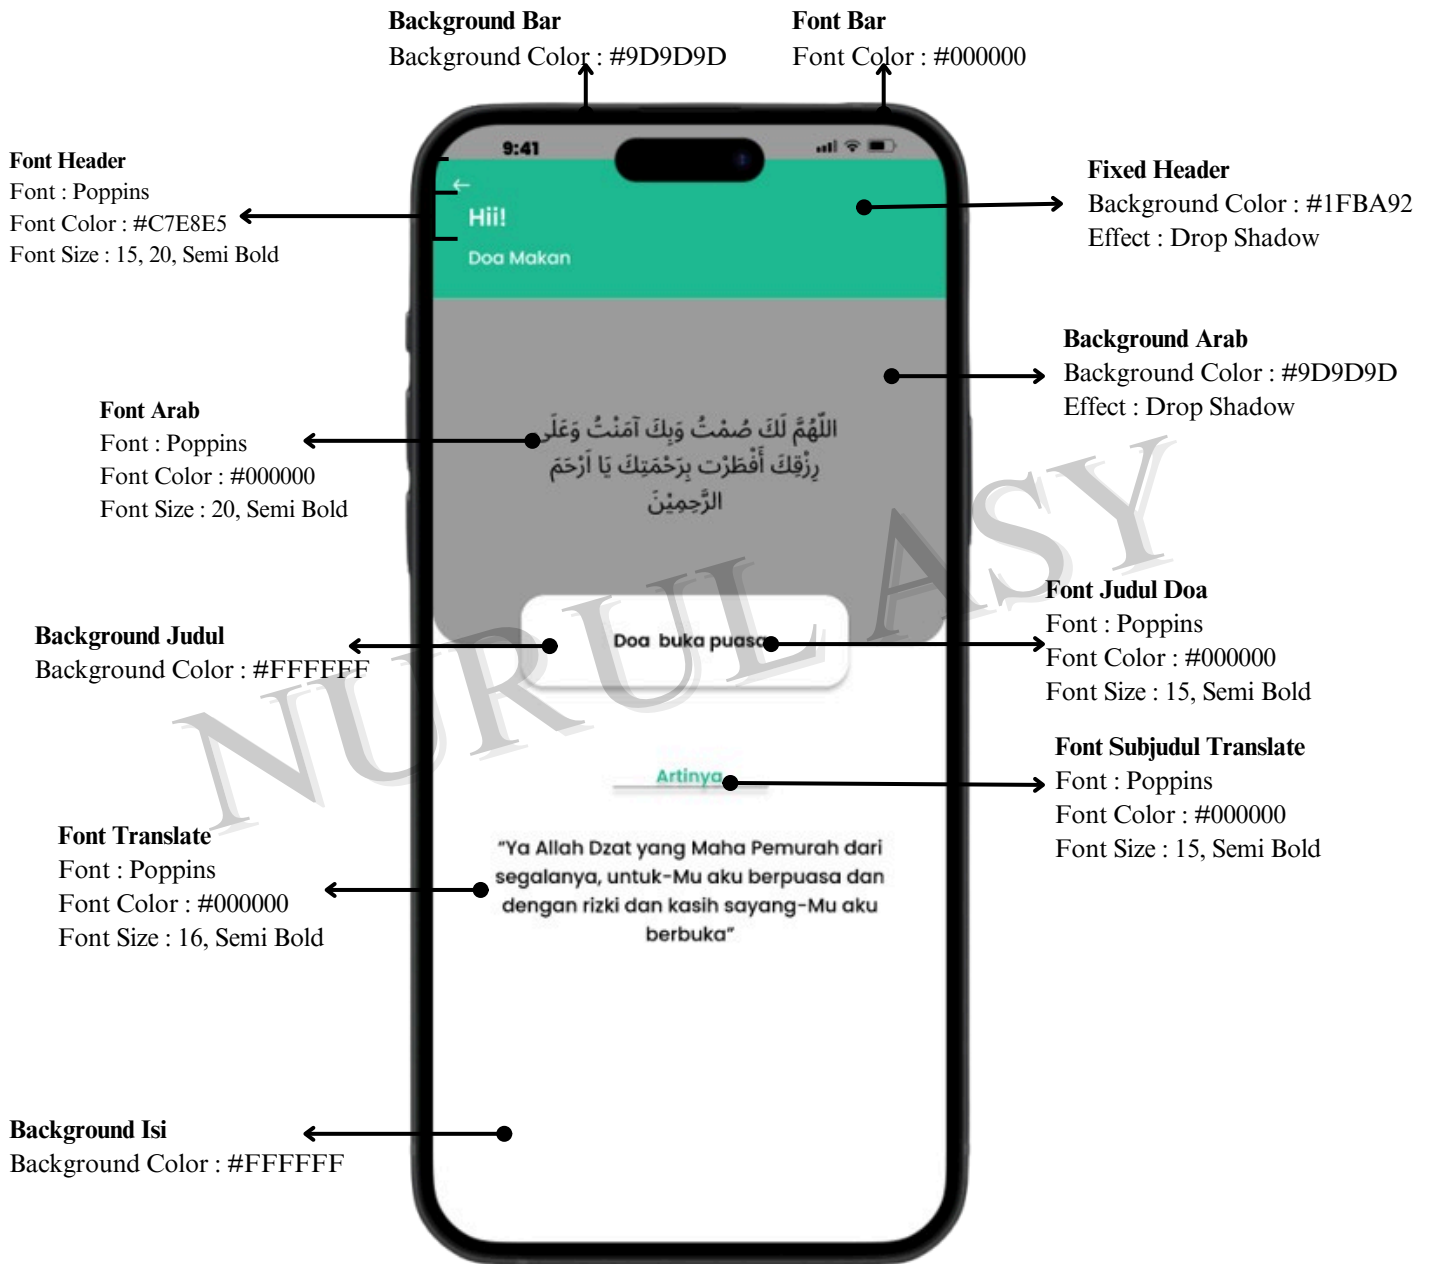 Background Bar
Background Color : #9D9D9D
Font Bar
Font Color : #000000
Font Header
Font : Poppins
Font Color : #C7E8E5
Font Size : 15, 20, Semi Bold
9:41
Hii!
Doa Makan
Fixed Header
Background Color : #1FBA92
Effect : Drop Shadow
Background Arab
Background Color : #9D9D9D
Effect : Drop Shadow
Font Arab
Font : Poppins
Font Color : #000000
Font Size : 20, Semi Bold
اللّهُمَّ لَكَ صُمْتُ وَبِكَ آمَنْتُ وَعَلَى
رِزْقِكَ أَفْطَرْت بِرَحْمَتِكَ يَا اَرْحَمَ
الرَّحِمِيْنَ
Background Judul
Background Color : #FFFFFF
Doa buka puasa
Font Judul Doa
Font : Poppins
Font Color : #000000
Font Size : 15, Semi Bold
NURUL ASY
Artinya
Font Subjudul Translate
Font : Poppins
Font Color : #000000
Font Size : 15, Semi Bold
Font Translate
Font : Poppins
Font Color : #000000
Font Size : 16, Semi Bold
“Ya Allah Dzat yang Maha Pemurah dari
segalanya, untuk-Mu aku berpuasa dan
dengan rizki dan kasih sayang-Mu aku
berbuka”
Background Isi
Background Color : #FFFFFF